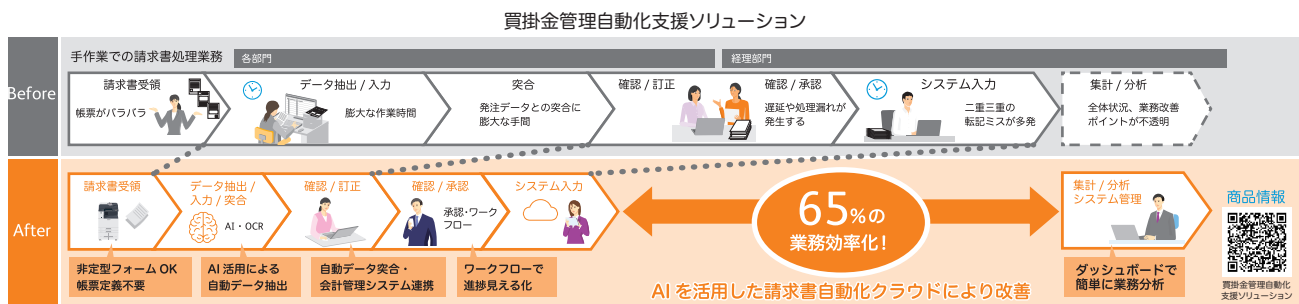 買掛金管理自動化支援ソリューション
Before
手作業での請求書処理業務
各部門
経理部門
請求書受領
帳票がバラバラ
データ抽出 / 入力
膨大な作業時間
突合
発注データとの突合に
膨大な手間
確認 / 訂正
確認 / 承認
遅延や処理漏れが
発生する
システム入力
二重三重の
転記ミスが多発
集計 / 分析
全体状況、業務改善
ポイントが不透明
After
請求書受領
データ抽出 /
入力 / 突合
AI・OCR
確認 / 訂正
確認 / 承認
承認・ワーク
フロー
システム入力
65%の
業務効率化！
集計 / 分析
システム管理
非定型フォーム OK
帳票定義不要
AI 活用による
自動データ抽出
自動データ突合・
会計管理システム連携
ワークフローで
進捗見える化
AI を活用した請求書自動化クラウドにより改善
ダッシュボードで
簡単に業務分析
商品情報
買掛金管理自動化
支援ソリューション